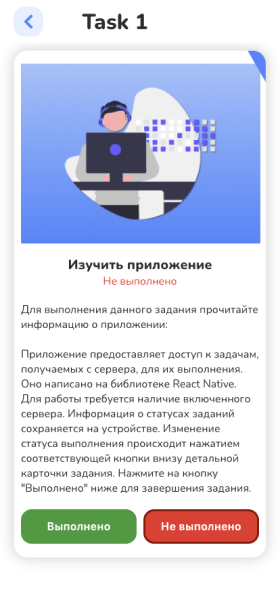 Task 1
Изучить приложение
Не выполнено
Для выполнения данного задания прочитайте
информацию о приложении:
Приложение предоставляет доступ к задачам,
получаемых с сервера, для их выполнения.
Оно написано на библиотеке React Native.
Для работы требуется наличие включенного
сервера. Информация о статусах заданий
сохраняется на устройстве. Изменение
статуса выполнения происходит нажатием
соответствующей кнопки внизу детальной
карточки задания. Нажмите на кнопку
"Выполнено" ниже для завершения задания.
Выполнено
Не выполнено